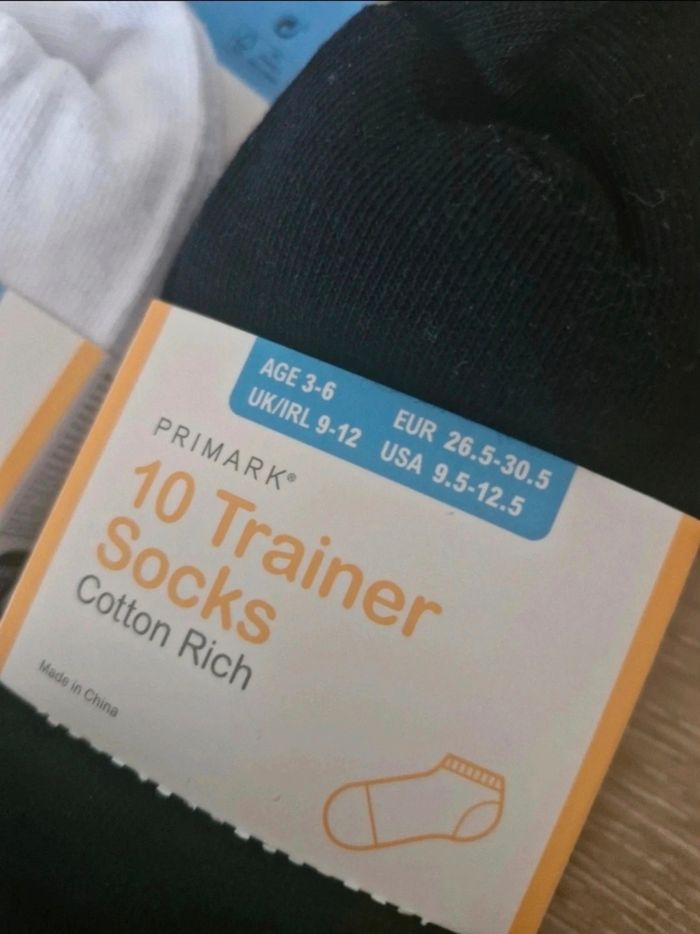 AGE 3-6
UK/IRL 9-12
EUR 26.5-30.5
USA 9.5-12.5
PRIMARK®
10 Trainer
Socks
Cotton Rich
Made in China